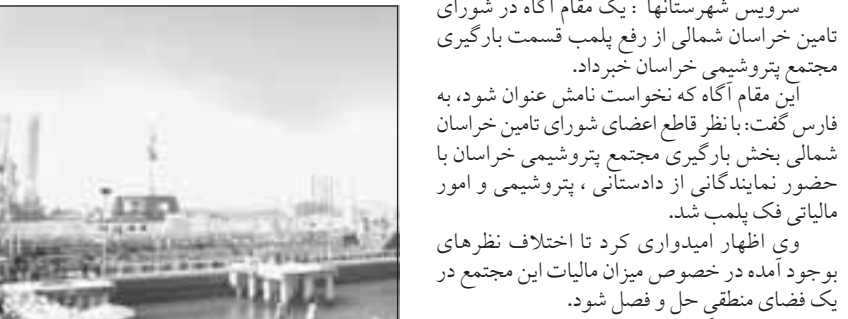 سرویس شهرستانها : یک مقام آگاه در شورای
تامین خراسان شمالی از رفع پلمب قسمت بارگیری
مجتمع پتروشیمی خراسان خبرداد.
این مقام آگاه که نخواست نامش عنوان شود، به
فارس گفت: با نظر قاطع اعضای شورای تامین خراسان
شمالی بخش بارگیری مجتمع پتروشیمی خراسان با
حضور نمایندگانی از دادستانی ، پتروشیمی و امور
مالیاتی فک پلمب شد.
وی اظهار امیدواری کرد تا اختلاف نظرهای
بوجود آمده در خصوص میزان مالیات این مجتمع در
یک فضای منطقی حل و فصل شود.